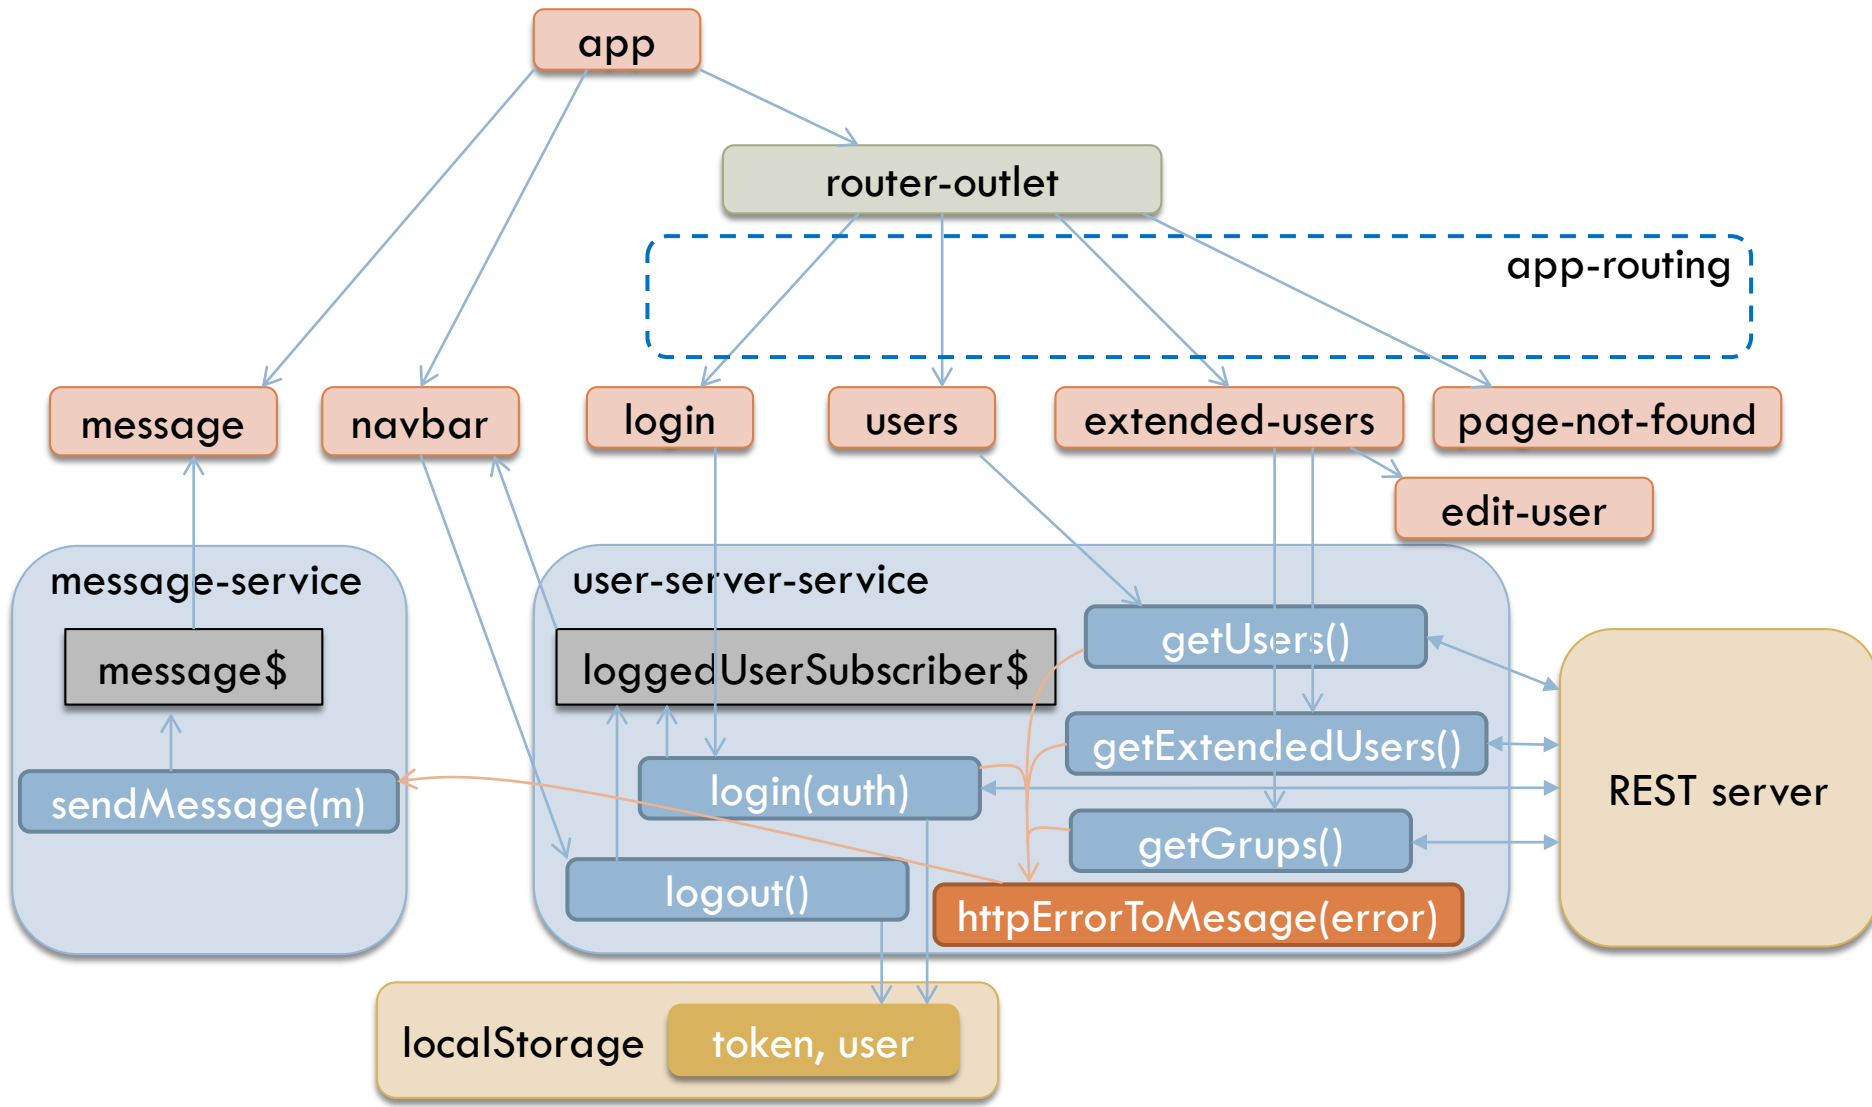 app
router-outlet
app-routing
message
navbar
login
users
extended-users
page-not-found
edit-user
message-service
user-server-service
message$
loggedUserSubscriber$
getUsers()
getExtendedUsers()
sendMessage(m)
login(auth)
REST server
getGrups()
logout()
httpErrorToMesage(error)
localStorage
token, user